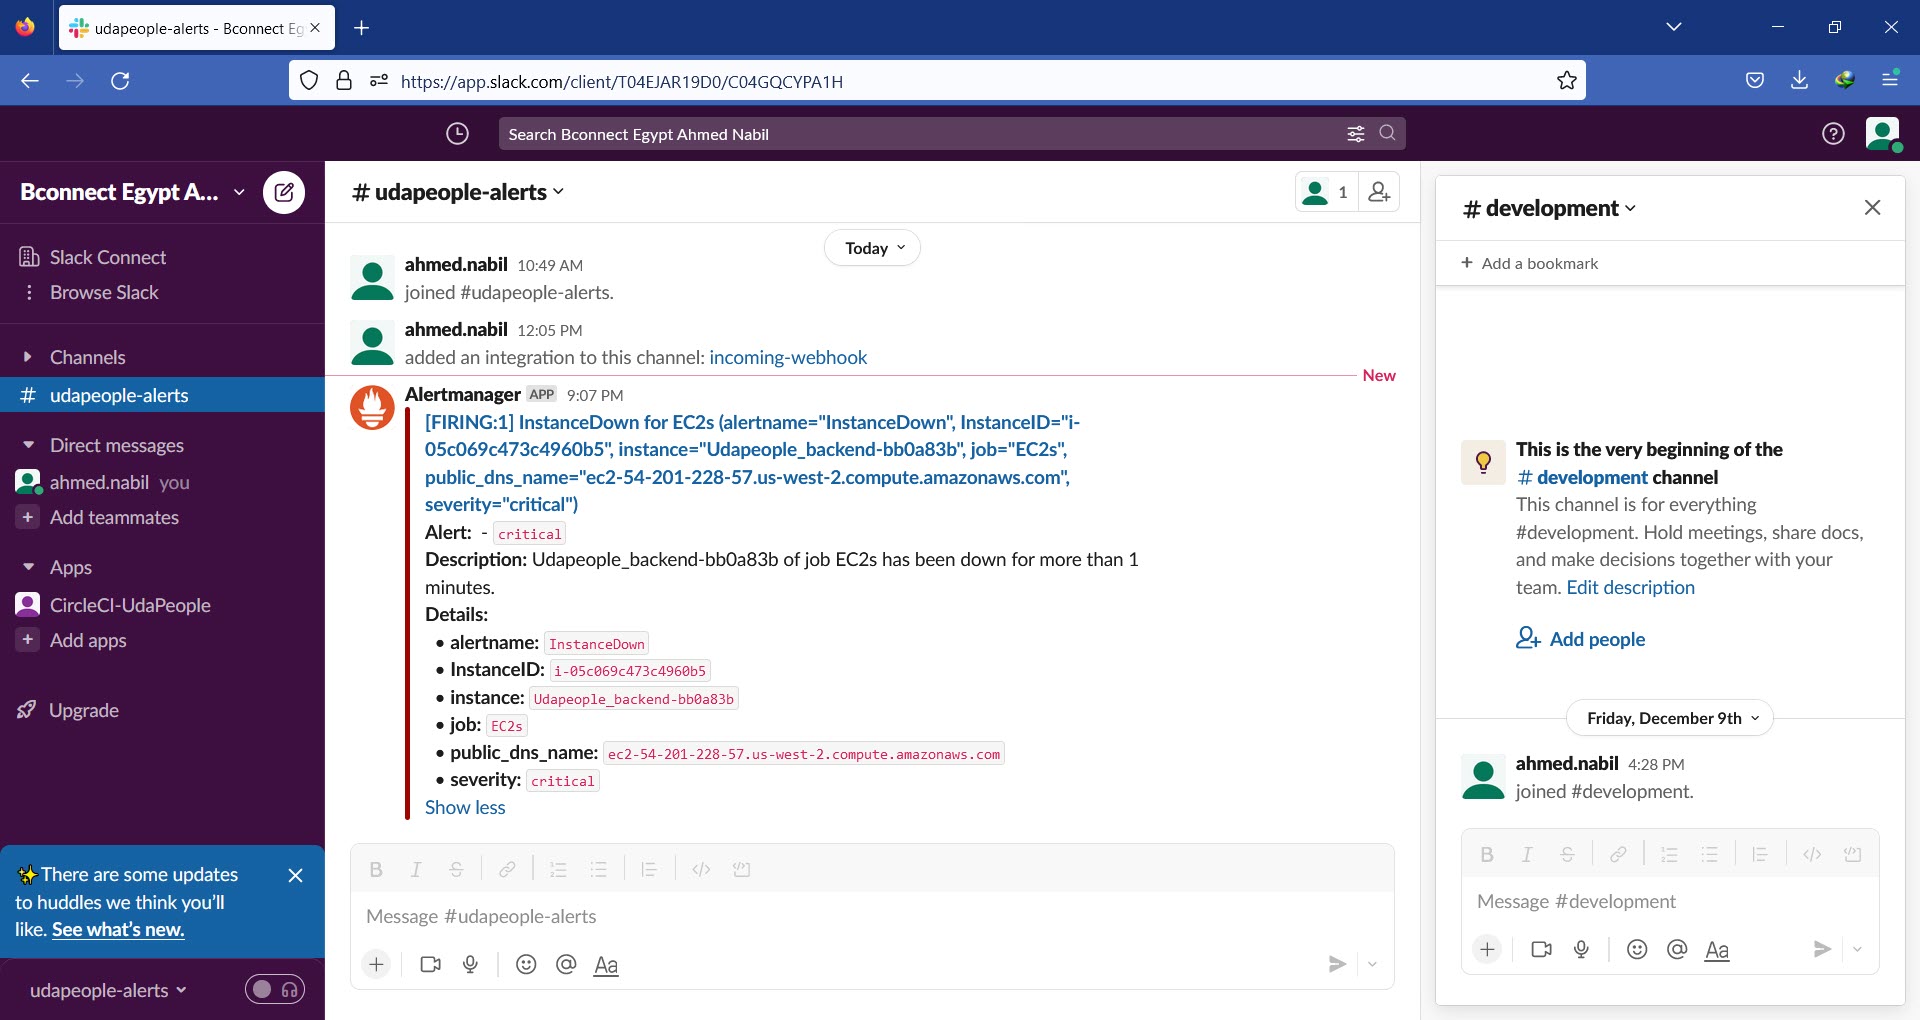 udapeople-alerts - Bconnect Eg
https://app.slack.com/client/T04EJAR19D0/C04GQCYPA1H
Search Bconnect Egypt Ahmed Nabil
Bconnect Egypt A...
Slack Connect
Browse Slack
Channels
# udapeople-alerts
Direct messages
ahmed.nabil you
+ Add teammates
Apps
CircleCI-UdaPeople
+ Add apps
Upgrade
✨There are some updates
to huddles we think you'll
like. See what's new.
udapeople-alerts
# udapeople-alerts
1
Today
ahmed.nabil 10:49 AM
joined #udapeople-alerts.
ahmed.nabil 12:05 PM
added an integration to this channel: incoming-webhook
New
Alertmanager APP 9:07 PM
[FIRING:1] InstanceDown for EC2s (alertname="InstanceDown", InstanceID="i-
05c069c473c4960b5", instance="Udapeople_backend-bb0a83b", job="EC2s",
public_dns_name="ec2-54-201-228-57.us-west-2.compute.amazonaws.com",
severity="critical")
Alert: - critical
Description: Udapeople_backend-bb0a83b of job EC2s has been down for more than 1
minutes.
Details:
• alertname: InstanceDown
• InstanceID: i-05c069c473c4960b5
• instance: Udapeople_backend-bb0a83b
• job: EC2s
• public_dns_name: ec2-54-201-228-57.us-west-2.compute.amazonaws.com
• severity: critical
Show less
B I S
Message #udapeople-alerts
+ @ Aa
# development
+ Add a bookmark
This is the very beginning of the
# development channel
This channel is for everything
#development. Hold meetings, share docs,
and make decisions together with your
team. Edit description
Add people
Friday, December 9th
ahmed.nabil 4:28 PM
joined #development.
B I S
Message #development
+ @ Aa